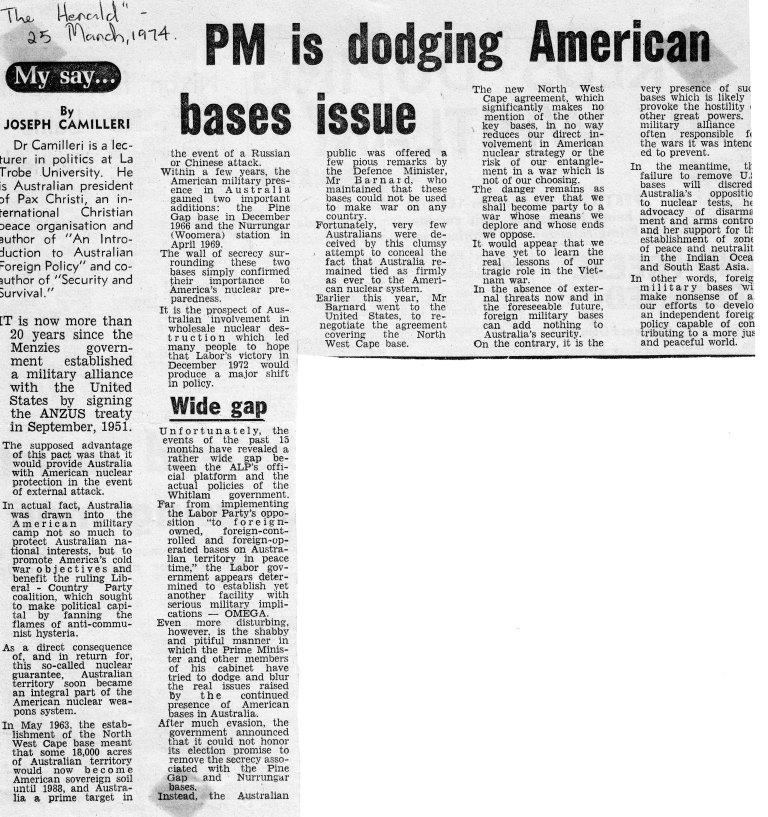 The Herald" -
25 March, 1974.
PM is dodging American
bases issue
My say...
By
JOSEPH CAMILLERI
Dr Camilleri is a lec-
turer in politics at La
Trobe University. He
is Australian president
of Pax Christi, an in-
ternational Christian
peace organisation and
author of "An Intro-
duction to Australian
Foreign Policy" and co-
author of "Security and
Survival."
IT is now more than
20 years since the
Menzies govern-
ment established
a military alliance
with the United
States by signing
the ANZUS treaty
in September, 1951.
The supposed advantage
of this pact was that it
would provide Australia
with American nuclear
protection in the event
of external attack.
In actual fact, Australia
was drawn into the
American military
camp not so much to
protect Australian na-
tional interests, but to
promote America's cold
war objectives and
benefit the ruling Lib-
eral - Country Party
coalition, which sought
to make political capi-
tal by fanning the
flames of anti-commu-
nist hysteria.
As a direct consequence
of, and in return for,
this so-called nuclear
guarantee, Australian
territory soon became
an integral part of the
American nuclear wea-
pons system.
In May 1963, the estab-
lishment of the North
West Cape base meant
that some 18,000 acres
of Australian territory
would now become
American sovereign soil
until 1988, and Austra-
lia a prime target in
the event of a Russian
or Chinese attack.
Within a few years, the
American military pres-
ence in Australia
gained two important
additions: the Pine
Gap base in December
1966 and the Nurrungar
(Woomera) station in
April 1969.
The wall of secrecy sur-
rounding these two
bases simply confirmed
their importance to
America's nuclear pre-
paredness.
It is the prospect of Aus-
tralian involvement in
wholesale nuclear des-
truction which led
many people to hope
that Labor's victory in
December 1972 would
produce a major shift
in policy.
Wide gap
Unfortunately, the
events of the past 15
months have revealed a
rather wide gap be-
tween the ALP's offi-
cial platform and the
actual policies of the
Whitlam government.
Far from implementing
the Labor Party's oppo-
sition "to foreign-
owned, foreign-cont-
rolled and foreign-op-
erated bases on Austra-
lian territory in peace
time," the Labor gov-
ernment appears deter-
mined to establish yet
another facility with
serious military impli-
cations — OMEGA.
Even more disturbing,
however, is the shabby
and pitiful manner in
which the Prime Minis-
ter and other members
of his cabinet have
tried to dodge and blur
the real issues raised
by the continued
presence of American
bases in Australia.
After much evasion, the
government announced
that it could not honor
its election promise to
remove the secrecy asso-
ciated with the Pine
Gap and Nurrungar
bases.
Instead, the Australian
public was offered a
few pious remarks by
the Defence Minister,
Mr Barnard, who
maintained that these
bases could not be used
to make war on any
country.
Fortunately, very few
Australians were de-
ceived by this clumsy
attempt to conceal the
fact that Australia re-
mained tied as firmly
as ever to the Ameri-
can nuclear system.
Earlier this year, Mr
Barnard went to the
United States, to re-
negotiate the agreement
covering the North
West Cape base.
The new North West
Cape agreement, which
significantly makes no
mention of the other
key bases, in no way
reduces our direct in-
volvement in American
nuclear strategy or the
risk of our entangle-
ment in a war which is
not of our choosing.
The danger remains as
great as ever that we
shall become party to a
war whose means we
deplore and whose ends
we oppose.
It would appear that we
have yet to learn the
real lessons of our
tragic role in the Viet-
nam war.
In the absence of exter-
nal threats now and in
the foreseeable future,
foreign military bases
can add nothing to
Australia's security.
On the contrary, it is the
very presence of suc
bases which is likely
provoke the hostility
other great powers.
military alliance
often responsible f
the wars it was inten
ed to prevent.
In the meantime, th
failure to remove U.S
bases will discred
Australia's oppositio
to nuclear tests, he
advocacy of disarma
ment and arms contro
and her support for th
establishment of zone
of peace and neutralit
in the Indian Ocea
and South East Asia.
In other words, foreig
military bases wi
make nonsense of a
our efforts to develo
an independent foreig
policy capable of con
tributing to a more jus
and peaceful world.